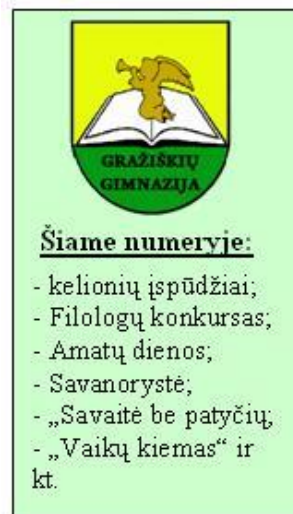 GRAŽIŠKIŲ
GIMNAZIJA
Šiame numeryje:
- kelionių įspūdžiai;
- Filologų konkursas;
- Amatų dienos;
- Savanorystė;
- „Savaitė be patyčių;
- „Vaikų kiemas“ ir
kt.